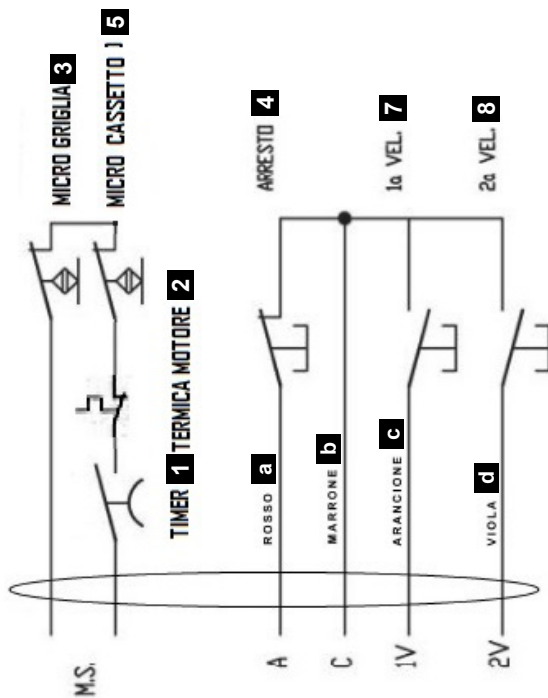 MICRO GRIGLIA 3
MICRO CASSETTO ) 5
TIMER 1 TERMICA MOTORE 2
M.S.
ARRESTO 4
ROSSO a
A
MARRONE b
C
1a VEL. 7
ARANCIONE c
1V
2a VEL. 8
VIOLA d
2V